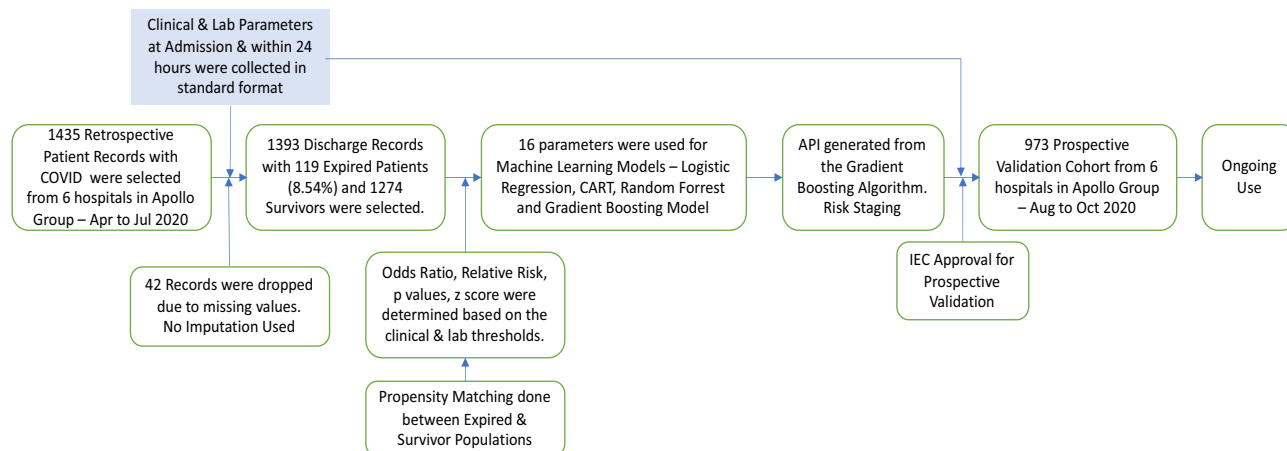 Clinical & Lab Parameters
at Admission & within 24
hours were collected in
standard format
1435 Retrospective
Patient Records with
COVID were selected
from 6 hospitals in Apollo
Group – Apr to Jul 2020
1393 Discharge Records
with 119 Expired Patients
(8.54%) and 1274
Survivors were selected.
16 parameters were used for
Machine Learning Models – Logistic
Regression, CART, Random Forrest
and Gradient Boosting Model
API generated from
the Gradient
Boosting Algorithm.
Risk Staging
973 Prospective
Validation Cohort from 6
hospitals in Apollo Group
– Aug to Oct 2020
Ongoing
Use
42 Records were dropped
due to missing values.
No Imputation Used
Odds Ratio, Relative Risk,
p values, z score were
determined based on the
clinical & lab thresholds.
IEC Approval for
Prospective
Validation
Propensity Matching done
between Expired &
Survivor Populations